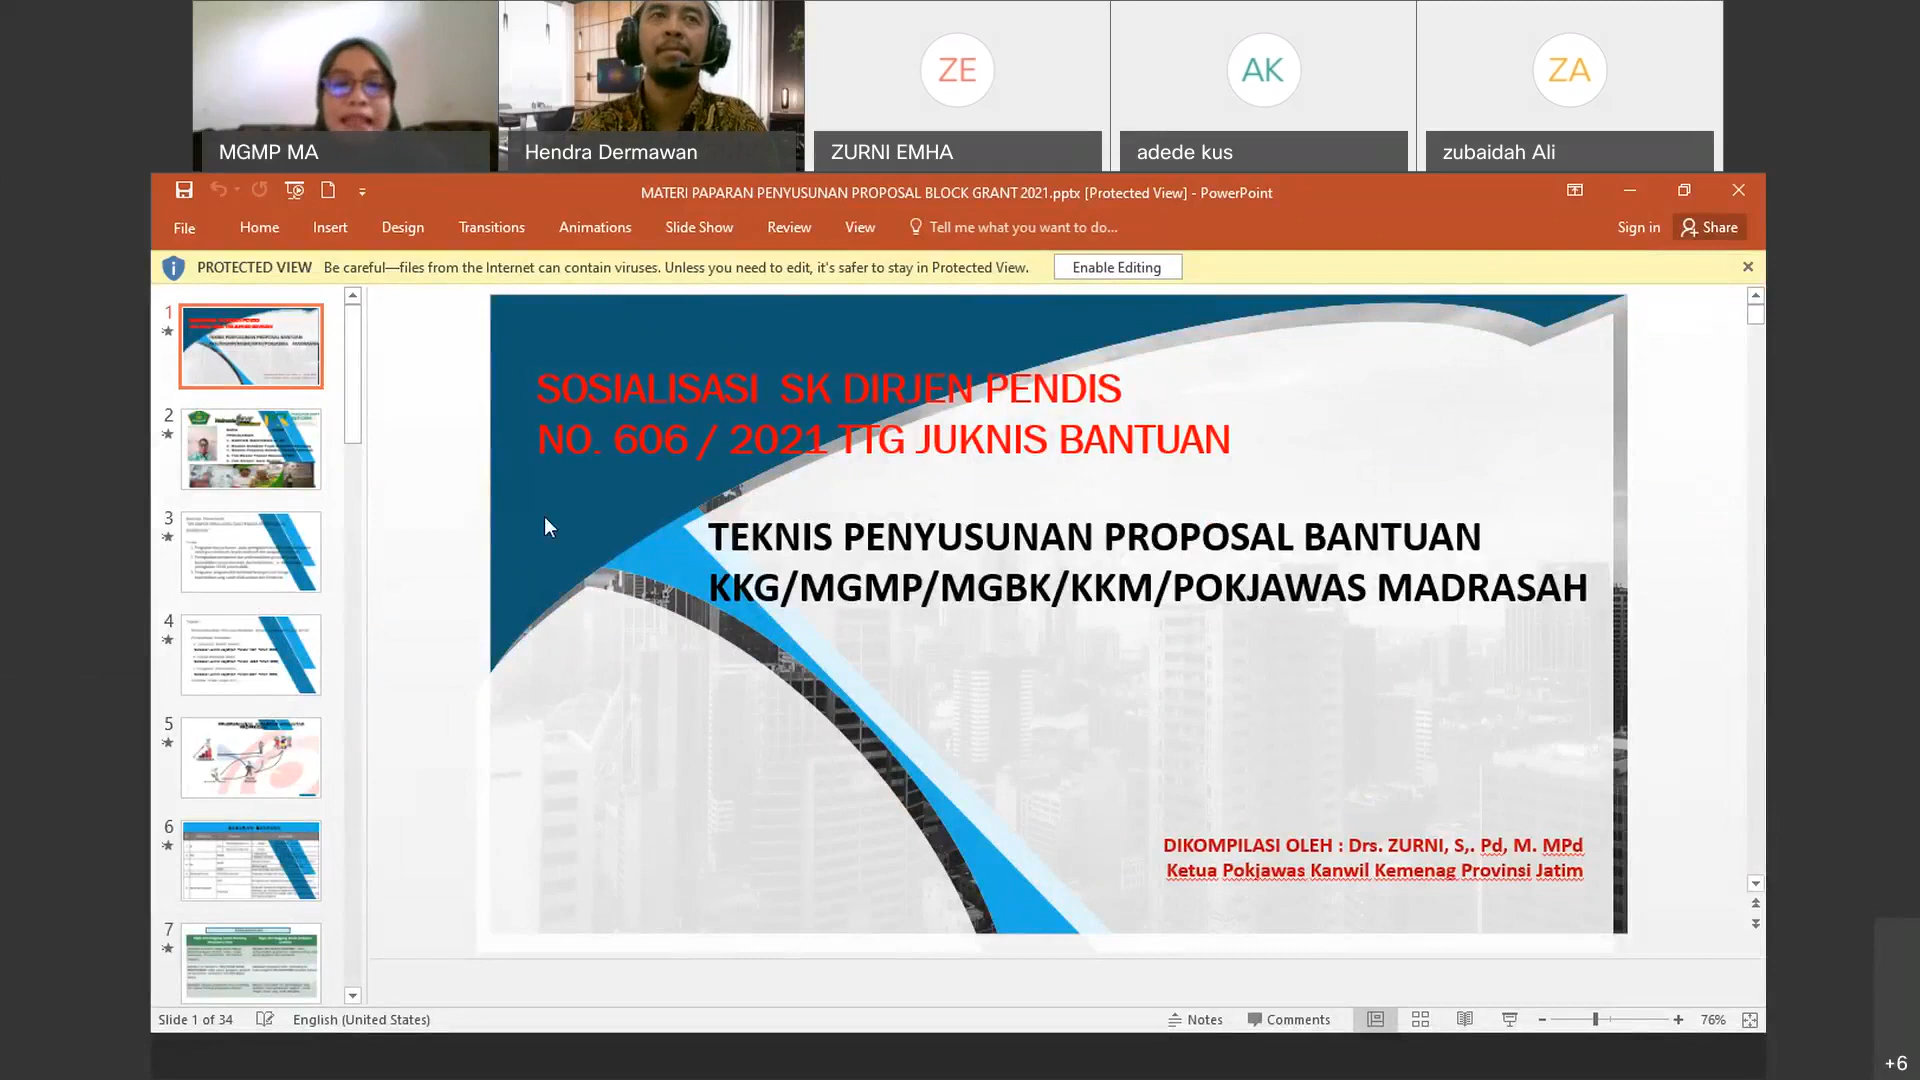 ZE
AK
ZA
MGMP MA
Hendra Dermawan
ZURNI EMHA
adede kus
zubaidah Ali
MATERI PAPARAN PENYUSUNAN PROPOSAL BLOCK GRANT 2021.pptx [Protected View] - PowerPoint
File Home Insert Design Transitions Animations Slide Show Review View Tell me what you want to do... Sign in Share
PROTECTED VIEW Be careful—files from the Internet can contain viruses. Unless you need to edit, it's safer to stay in Protected View. Enable Editing
1
2
3
4
5
6
7
SOSIALISASI SK DIRJEN PENDIS
NO. 606 / 2021 TTG JUKNIS BANTUAN
TEKNIS PENYUSUNAN PROPOSAL BANTUAN
KKG/MGMP/MGBK/KKM/POKJAWAS MADRASAH
DIKOMPILASI OLEH : Drs. ZURNI, S,. Pd, M. MPd
Ketua Pokjawas Kanwil Kemenag Provinsi Jatim
Slide 1 of 34 English (United States) Notes Comments 76%
+6